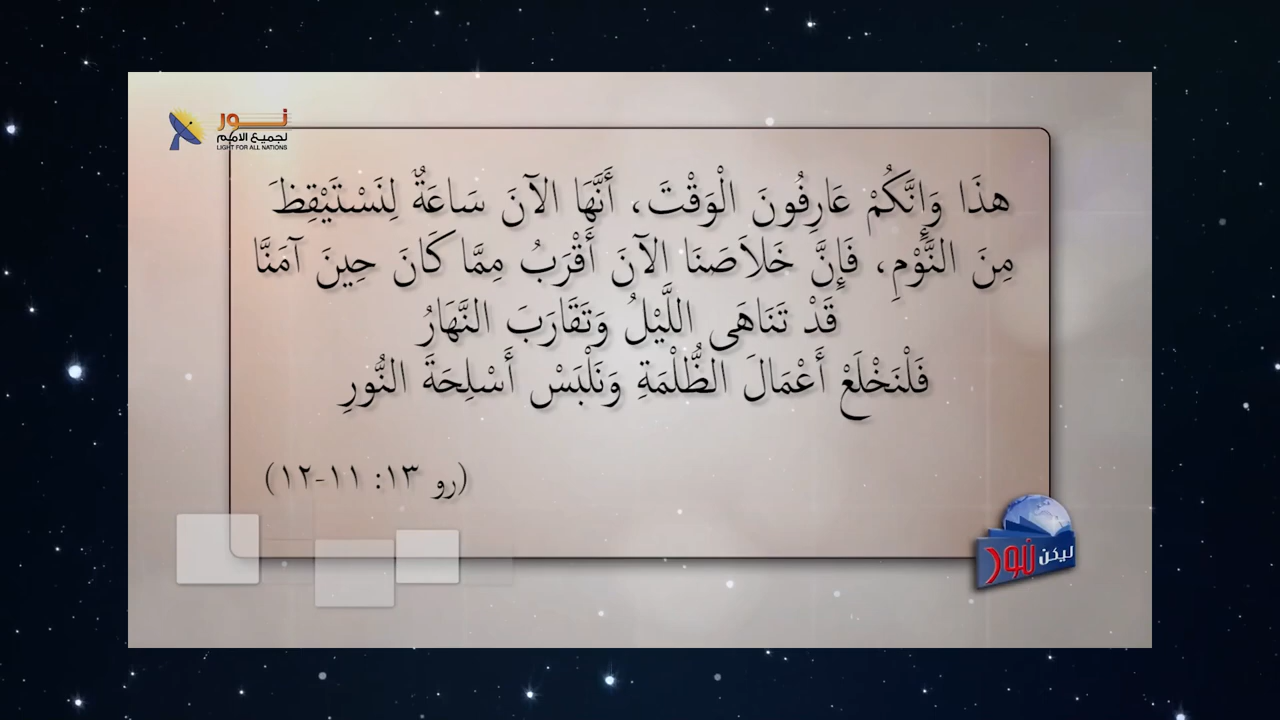 نور
لجميع الامم
LIGHT FOR ALL NATIONS
هذَا وَإِنَّكُمْ عَارِفُونَ الْوَقْتَ، أَنَّهَا الآنَ سَاعَةٌ لِنَسْتَيْقِظَ
مِنَ النَّوْمِ، فَإِنَّ خَلاَصَنَا الآنَ أَقْرَبُ مِمَّا كَانَ حِينَ آمَنَّا
قَدْ تَنَاهَى اللَّيْلُ وَتَقَارَبَ النَّهَارُ
فَلْنَخْلَعْ أَعْمَالَ الظُّلْمَةِ وَنَلْبَسْ أَسْلِحَةَ النُّورِ
(رو ١٣: ١١-١٢)
ليكن نور